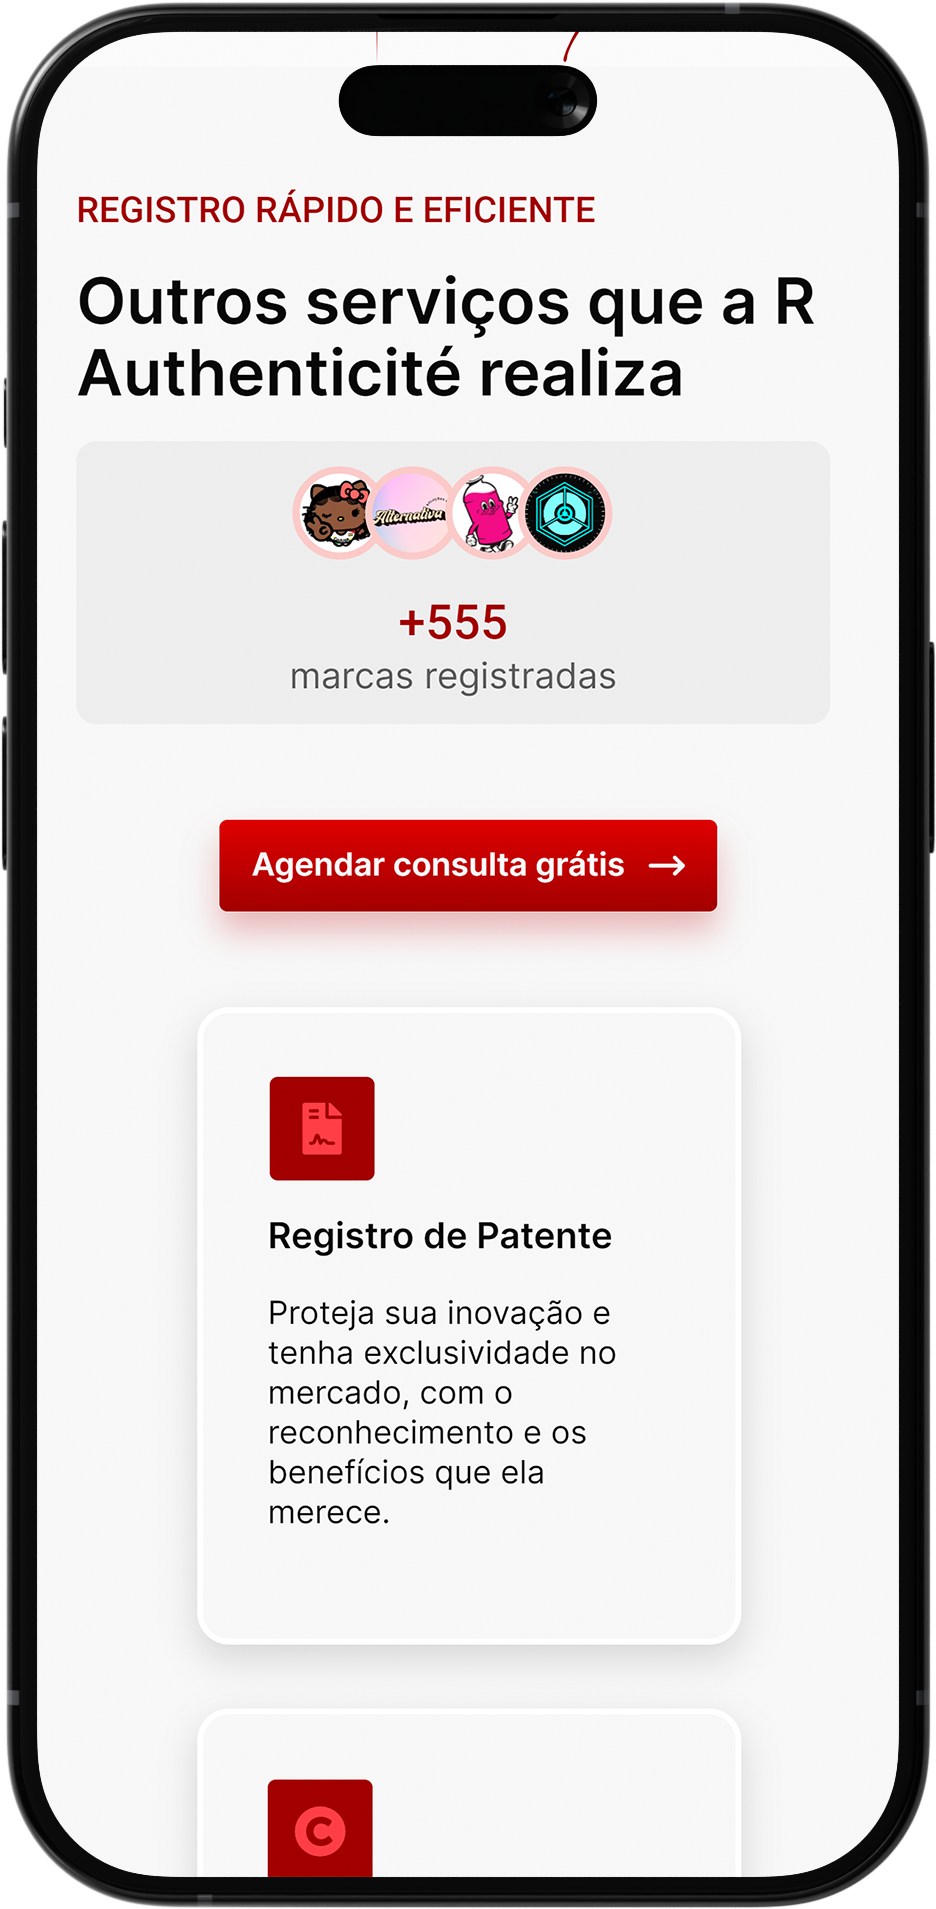 REGISTRO RÁPIDO E EFICIENTE
Outros serviços que a R
Authenticité realiza
Alternativa
+555
marcas registradas
Agendar consulta grátis →
Registro de Patente
Proteja sua inovação e
tenha exclusividade no
mercado, com o
reconhecimento e os
benefícios que ela
merece.
C